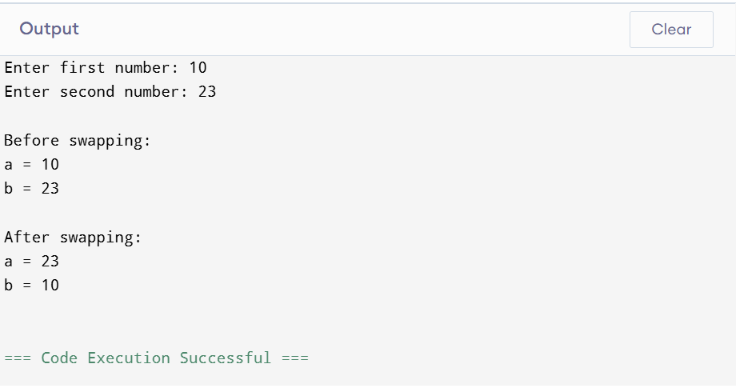 Output
Clear
Enter first number: 10
Enter second number: 23
Before swapping:
a = 10
b = 23
After swapping:
a = 23
b = 10
=== Code Execution Successful ===